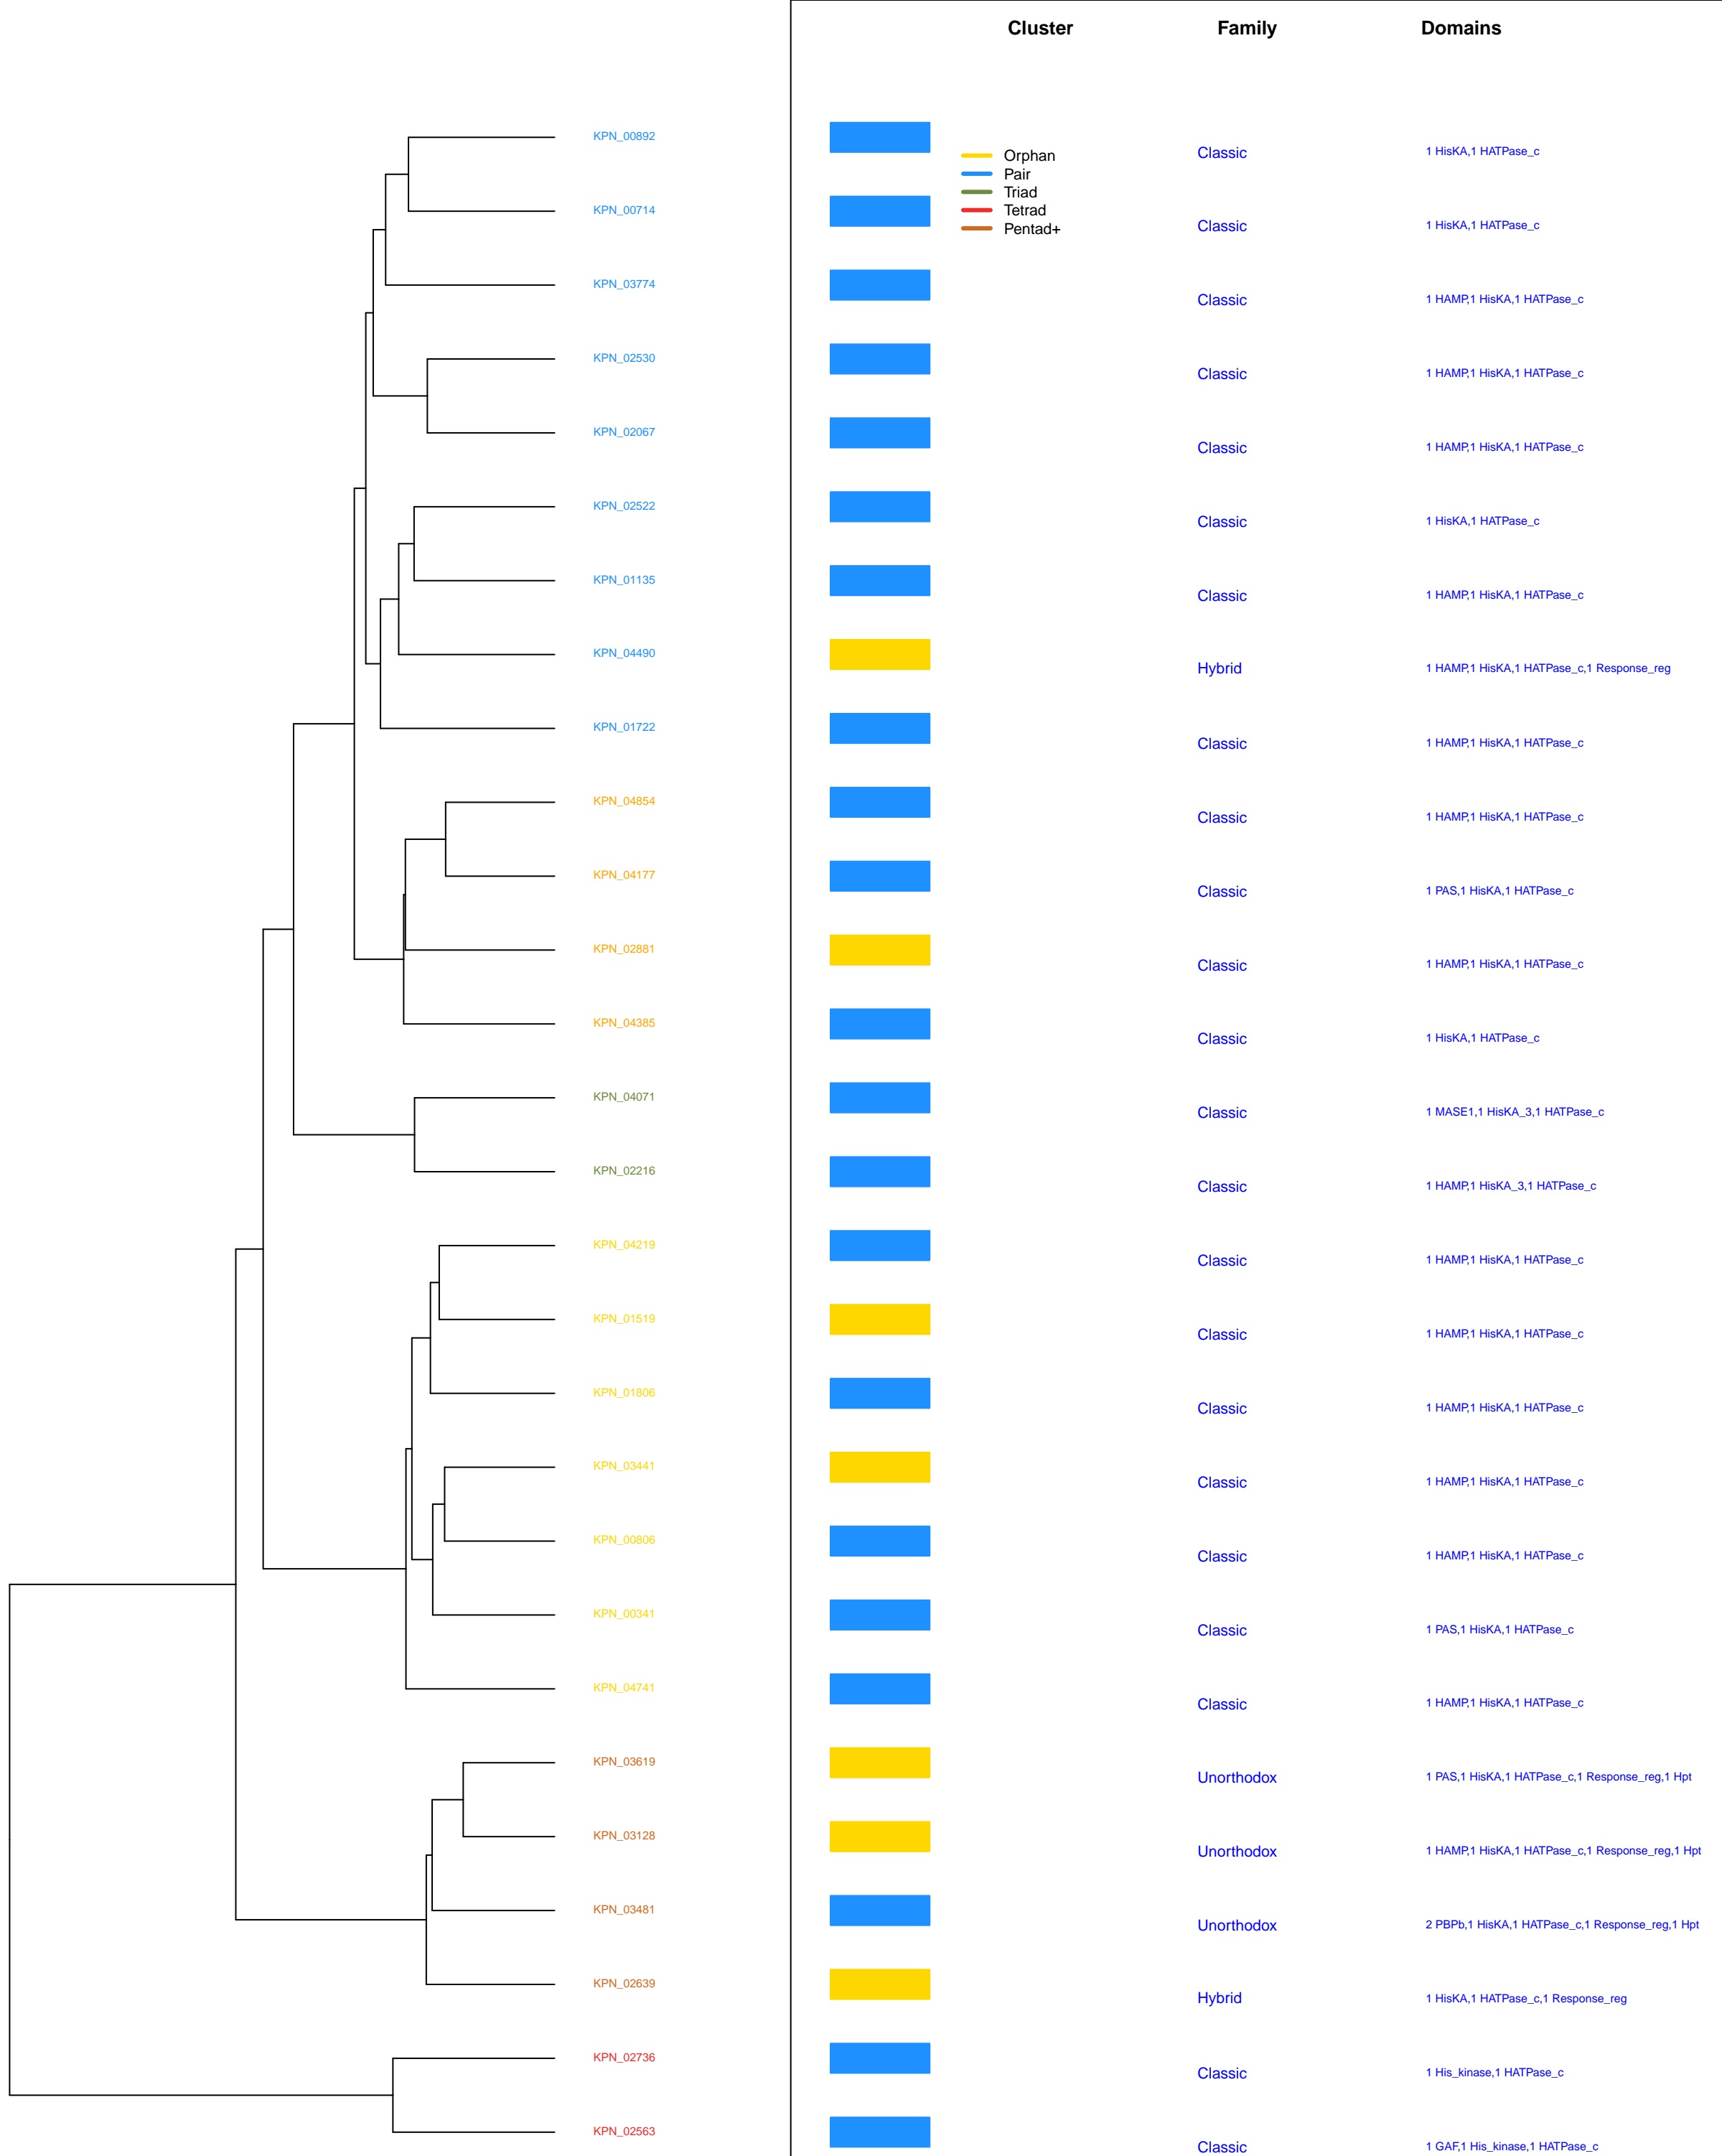 Cluster Family Domains
KPN_00892 Classic 1 HisKA,1 HATPase_c
Orphan
Pair
Triad
Tetrad
Pentad+
KPN_00714 Classic 1 HisKA,1 HATPase_c
KPN_03774 Classic 1 HAMP,1 HisKA,1 HATPase_c
KPN_02530 Classic 1 HAMP,1 HisKA,1 HATPase_c
KPN_02067 Classic 1 HAMP,1 HisKA,1 HATPase_c
KPN_02522 Classic 1 HisKA,1 HATPase_c
KPN_01135 Classic 1 HAMP,1 HisKA,1 HATPase_c
KPN_04490 Hybrid 1 HAMP,1 HisKA,1 HATPase_c,1 Response_reg
KPN_01722 Classic 1 HAMP,1 HisKA,1 HATPase_c
KPN_04854 Classic 1 HAMP,1 HisKA,1 HATPase_c
KPN_04177 Classic 1 PAS,1 HisKA,1 HATPase_c
KPN_02881 Classic 1 HAMP,1 HisKA,1 HATPase_c
KPN_04385 Classic 1 HisKA,1 HATPase_c
KPN_04071 Classic 1 MASE1,1 HisKA_3,1 HATPase_c
KPN_02216 Classic 1 HAMP,1 HisKA_3,1 HATPase_c
KPN_04219 Classic 1 HAMP,1 HisKA,1 HATPase_c
KPN_01519 Classic 1 HAMP,1 HisKA,1 HATPase_c
KPN_01806 Classic 1 HAMP,1 HisKA,1 HATPase_c
KPN_03441 Classic 1 HAMP,1 HisKA,1 HATPase_c
KPN_00806 Classic 1 HAMP,1 HisKA,1 HATPase_c
KPN_00341 Classic 1 PAS,1 HisKA,1 HATPase_c
KPN_04741 Classic 1 HAMP,1 HisKA,1 HATPase_c
KPN_03619 Unorthodox 1 PAS,1 HisKA,1 HATPase_c,1 Response_reg,1 Hpt
KPN_03128 Unorthodox 1 HAMP,1 HisKA,1 HATPase_c,1 Response_reg,1 Hpt
KPN_03481 Unorthodox 2 PBPb,1 HisKA,1 HATPase_c,1 Response_reg,1 Hpt
KPN_02639 Hybrid 1 HisKA,1 HATPase_c,1 Response_reg
KPN_02736 Classic 1 His_kinase,1 HATPase_c
KPN_02563 Classic 1 GAF,1 His_kinase,1 HATPase_c